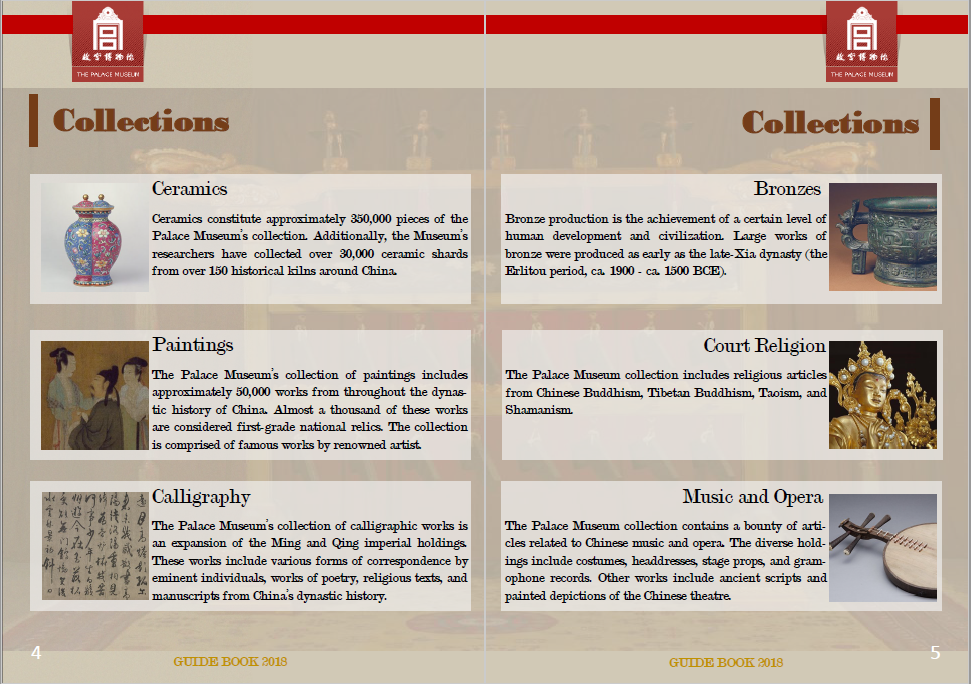 故宫博物院
THE PALACE MUSEUM
Collections
Ceramics
Ceramics constitute approximately 350,000 pieces of the
Palace Museum's collection. Additionally, the Museum's
researchers have collected over 30,000 ceramic shards
from over 150 historical kilns around China.
Paintings
The Palace Museum's collection of paintings includes
approximately 50,000 works from throughout the dynas-
tic history of China. Almost a thousand of these works
are considered first-grade national relics. The collection
is comprised of famous works by renowned artist.
Calligraphy
The Palace Museum's collection of calligraphic works is
an expansion of the Ming and Qing imperial holdings.
These works include various forms of correspondence by
eminent individuals, works of poetry, religious texts, and
manuscripts from China's dynastic history.
4
GUIDE BOOK 2018
故宫博物院
THE PALACE MUSEUM
Collections
Bronzes
Bronze production is the achievement of a certain level of
human development and civilization. Large works of
bronze were produced as early as the late-Xia dynasty (the
Erlitou period, ca. 1900 - ca. 1500 BCE).
Court Religion
The Palace Museum collection includes religious articles
from Chinese Buddhism, Tibetan Buddhism, Taoism, and
Shamanism.
Music and Opera
The Palace Museum collection contains a bounty of arti-
cles related to Chinese music and opera. The diverse hold-
ings include costumes, headdresses, stage props, and gram-
ophone records. Other works include ancient scripts and
painted depictions of the Chinese theatre.
GUIDE BOOK 2018
5